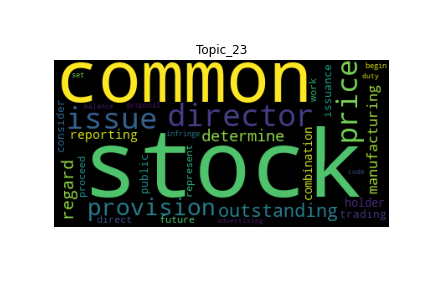 Topic_23
set
common
begin
duty
work
issuance
price
consider
issue
director
balance
proposal
reporting
infringe
determine
manufacturing
stock
regard
proceed
public
represent
combination
code
provision
outstanding
holder
trading
direct
future
advertising